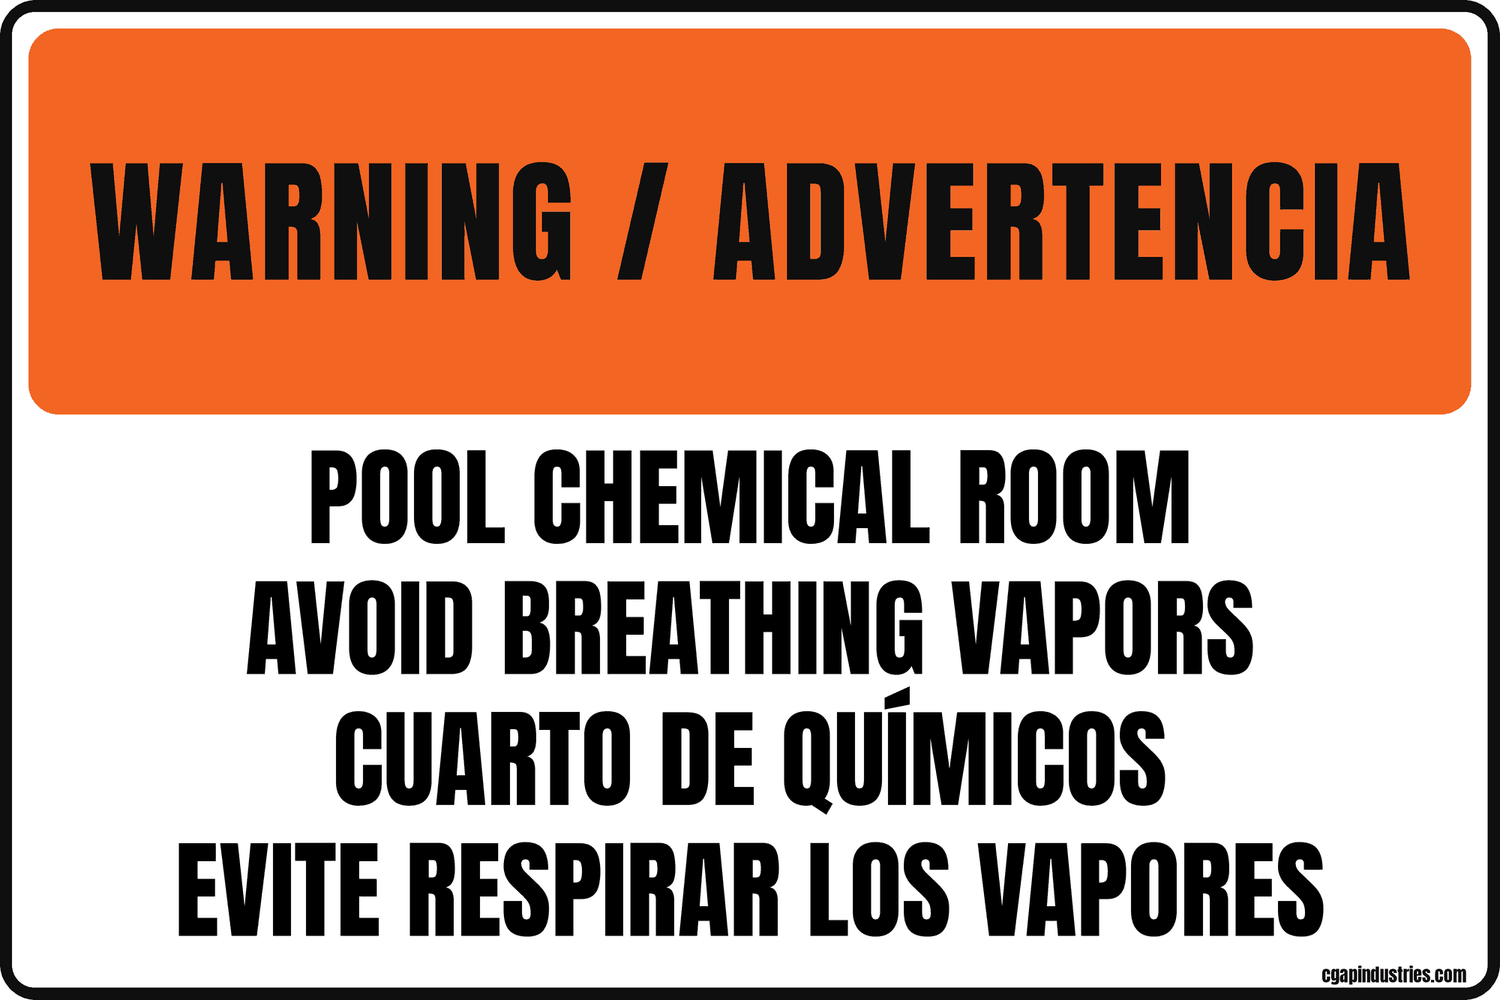 WARNING / ADVERTENCIA
POOL CHEMICAL ROOM
AVOID BREATHING VAPORS
CUARTO DE QUÍMICOS
EVITE RESPIRAR LOS VAPORES
cgapindustries.com